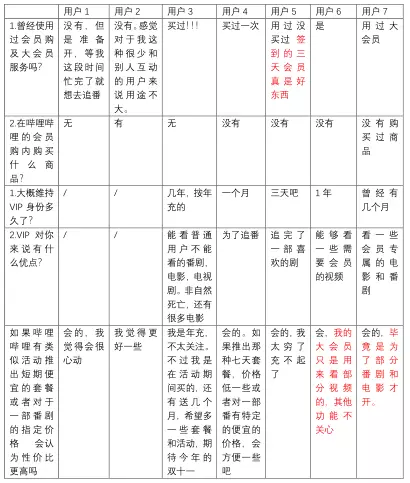 用户 1
用户 2
用户 3
用户 4
用户 5
用户 6
用户 7
1.曾经使用
过会员购
及大会员
服务吗?
没有,但
是准备
开,等我
这段时间
忙完了就
想去追番
没有。感觉
对于我这
种很少和
别人互动
的用户来
说用途不
大。
买过!!!
买过一次
用过没
买过 签
到的三
天会员
真是好
东西
是
用过大
会员
2.在哔哩哔
哩的会员
购内购买
什么商
品?
无
有
无
没有
没有
没有
没有购
买过商
品
1.大概维持
VIP 身份多
久了?
/
/
几年,按年
充的
一个月
三天吧
1 年
曾经有
几个月
2.VIP 对你
来说有什
么优点?
/
/
能看普通
用户不能
看的番剧,
电影,电视
剧。非自然
死亡,还有
很多电影
为了追番
追完了
一部喜
欢的剧
能够看
一些需
要会员
的视频
看一些
会员专
属的电
影和番
剧
如果哔哩
哔哩有类
似活动推
出短期便
宜的套餐
或者对于
一部番剧
的指定价
格 会认
为性价比
更高吗
会的,我
觉得会很
心动
我觉得更
好一些
我是年充,
不太关注。
不过我是
在活动期
间买的,还
有送几个
月,希望多
一些套餐
和活动,期
待今年的
双十一
会的。如
果推出那
种七天套
餐,价格
低一些或
者对一部
番有特定
的便宜的
价格,会
方便一些
吧
会的,我
太穷了
充不起
了
会,我的
大会员
只是用
来看部
分视频
的,其他
功能不
关心
会的,毕
竟是为
了部分
番剧和
电影才
开。